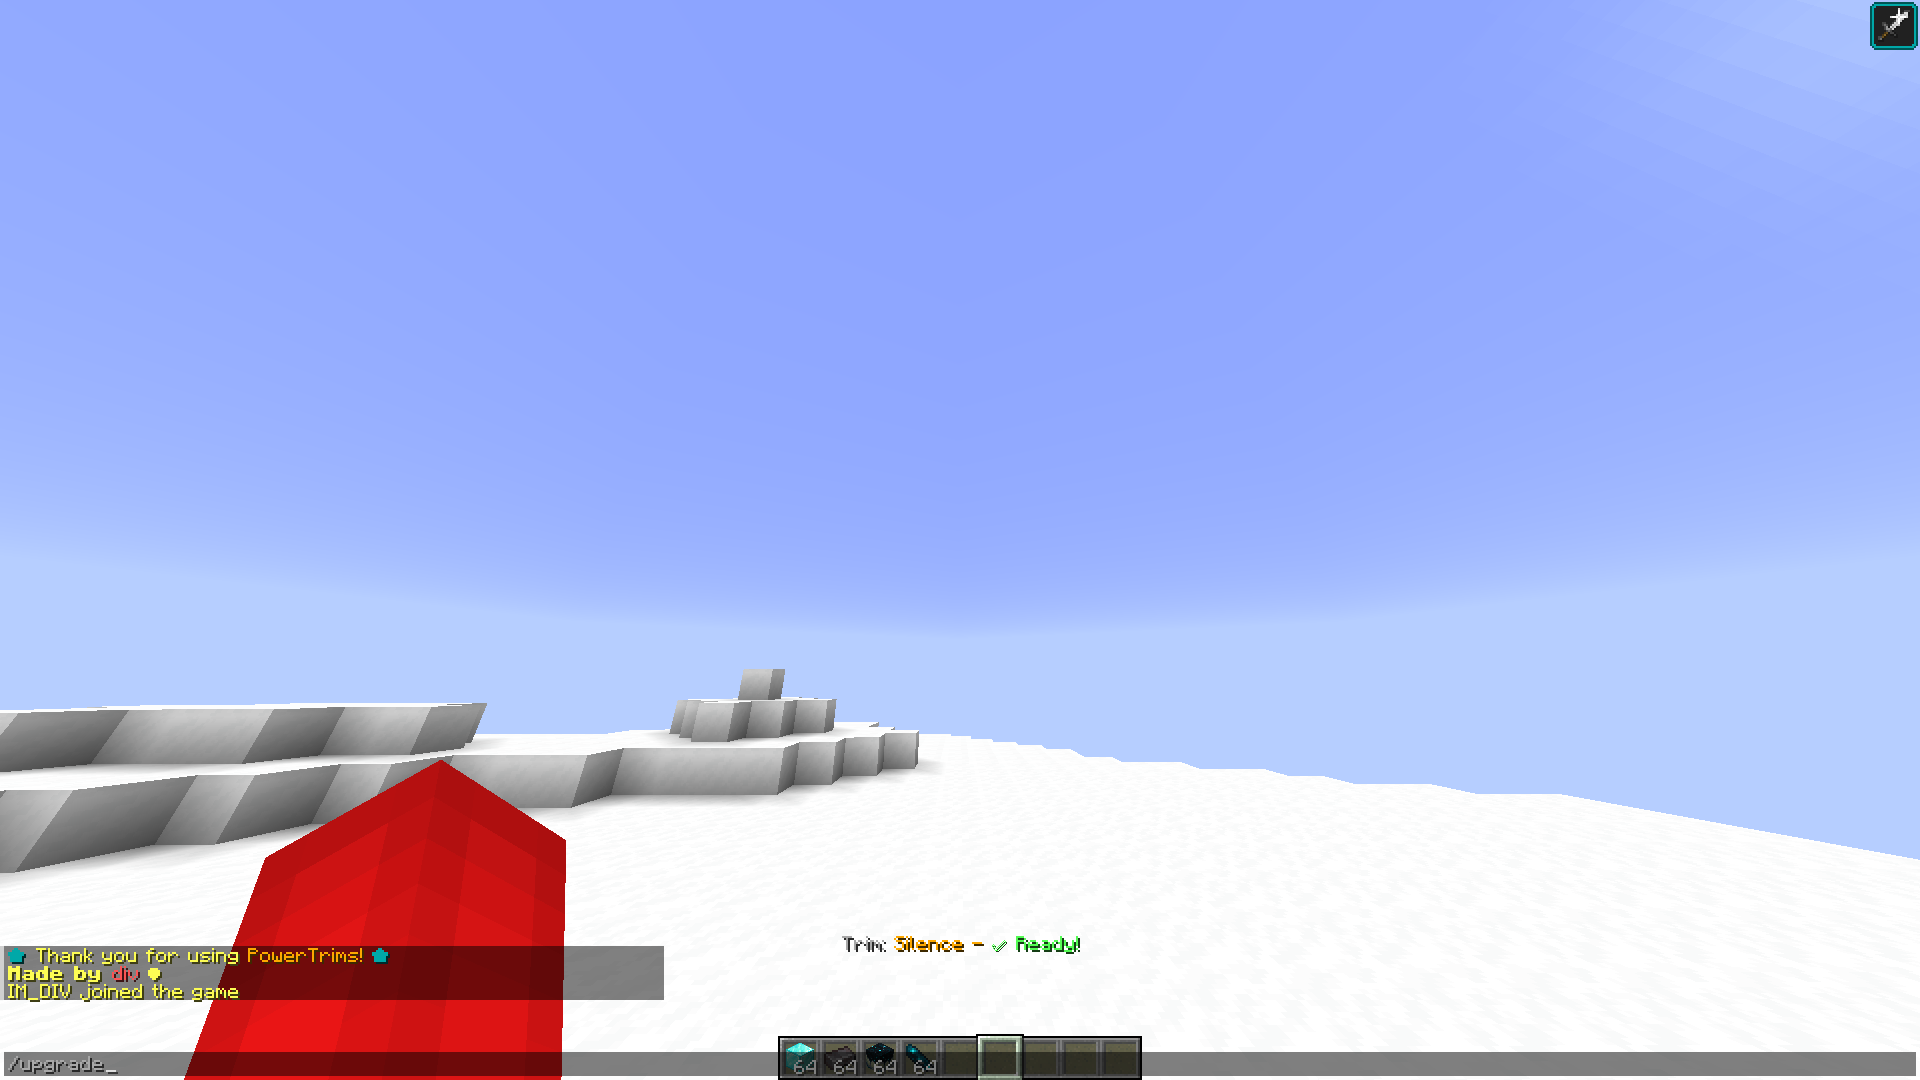 Trim: Silence - ✓ Ready!
⬟ Thank you for using PowerTrims! ⬟
Made by div ●
IM_DIV joined the game
64 64 64 64
/upgrade_